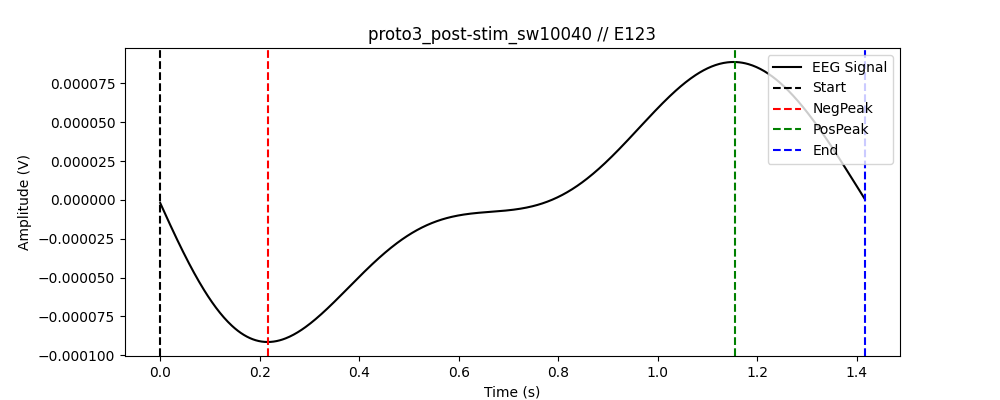 proto3_post-stim_sw10040 // E123
EEG Signal
Start
NegPeak
PosPeak
End
Amplitude (V)
0.000075
0.000050
0.000025
0.000000
−0.000025
−0.000050
−0.000075
−0.000100
0.0 0.2 0.4 0.6 0.8 1.0 1.2 1.4
Time (s)